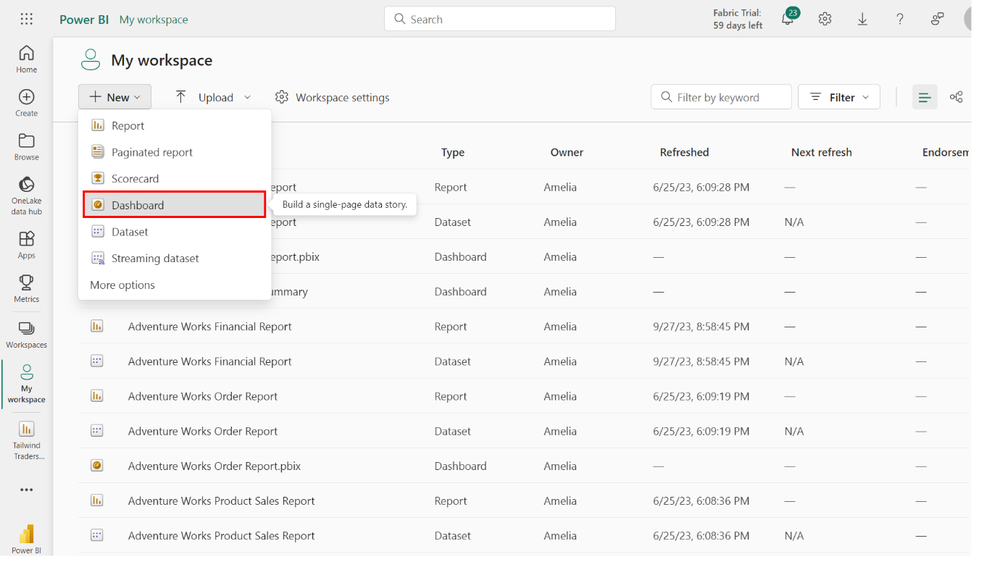 Power BI My workspace
Search
Fabric Trial:
59 days left
23
Home
Create
Browse
OneLake
data hub
Apps
Metrics
Workspaces
My
workspace
Tailwind
Traders...
Power BI
My workspace
New
Upload
Workspace settings
Filter by keyword
Filter
Report
Paginated report
Scorecard
Dashboard
Build a single-page data story.
Dataset
Streaming dataset
More options
Type Owner Refreshed Next refresh Endorsem
eport Report Amelia 6/25/23, 6:09:28 PM —
eport Dataset Amelia 6/25/23, 6:09:28 PM N/A —
eport.pbix Dashboard Amelia — — —
ummary Dashboard Amelia — — —
Adventure Works Financial Report Report Amelia 9/27/23, 8:58:45 PM — —
Adventure Works Financial Report Dataset Amelia 9/27/23, 8:58:45 PM N/A —
Adventure Works Order Report Report Amelia 6/25/23, 6:09:19 PM — —
Adventure Works Order Report Dataset Amelia 6/25/23, 6:09:19 PM N/A —
Adventure Works Order Report.pbix Dashboard Amelia — — —
Adventure Works Product Sales Report Report Amelia 6/25/23, 6:08:36 PM — —
Adventure Works Product Sales Report Dataset Amelia 6/25/23, 6:08:36 PM N/A —